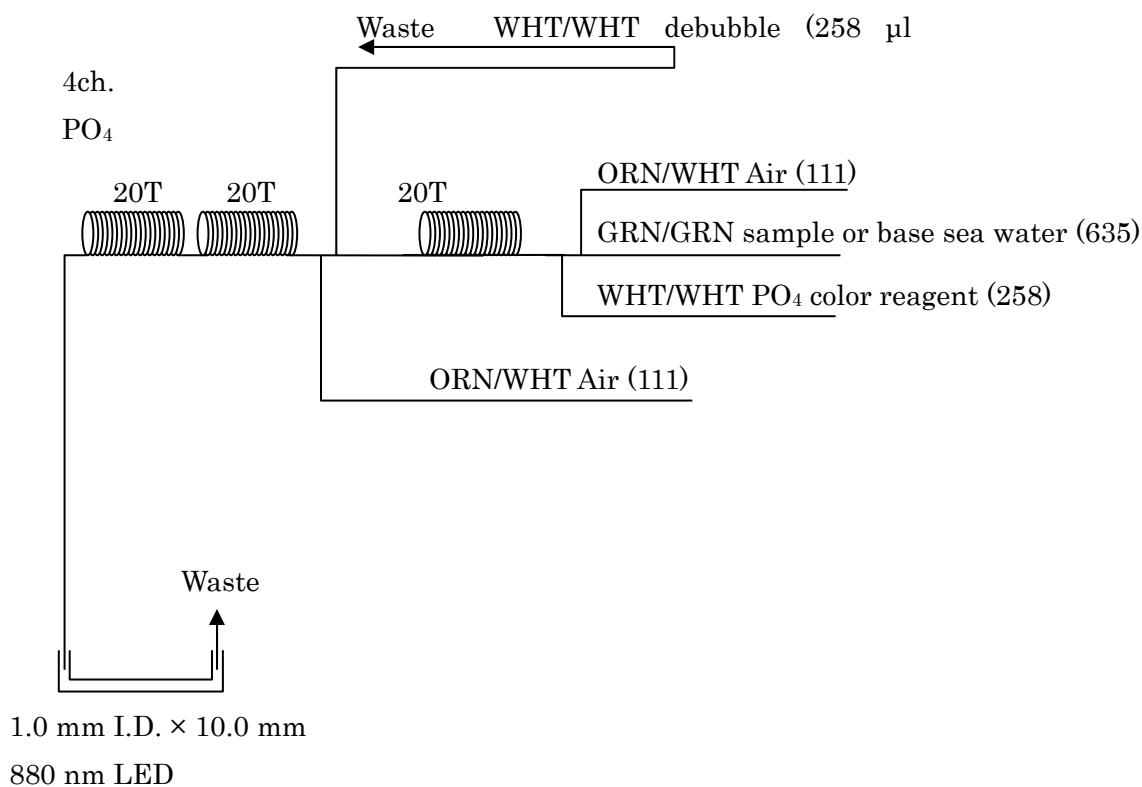 Waste WHT/WHT debubble (258 µl
4ch.
PO₄
20T 20T 20T
ORN/WHT Air (111)
GRN/GRN sample or base sea water (635)
WHT/WHT PO₄ color reagent (258)
ORN/WHT Air (111)
Waste
1.0 mm I.D. × 10.0 mm
880 nm LED